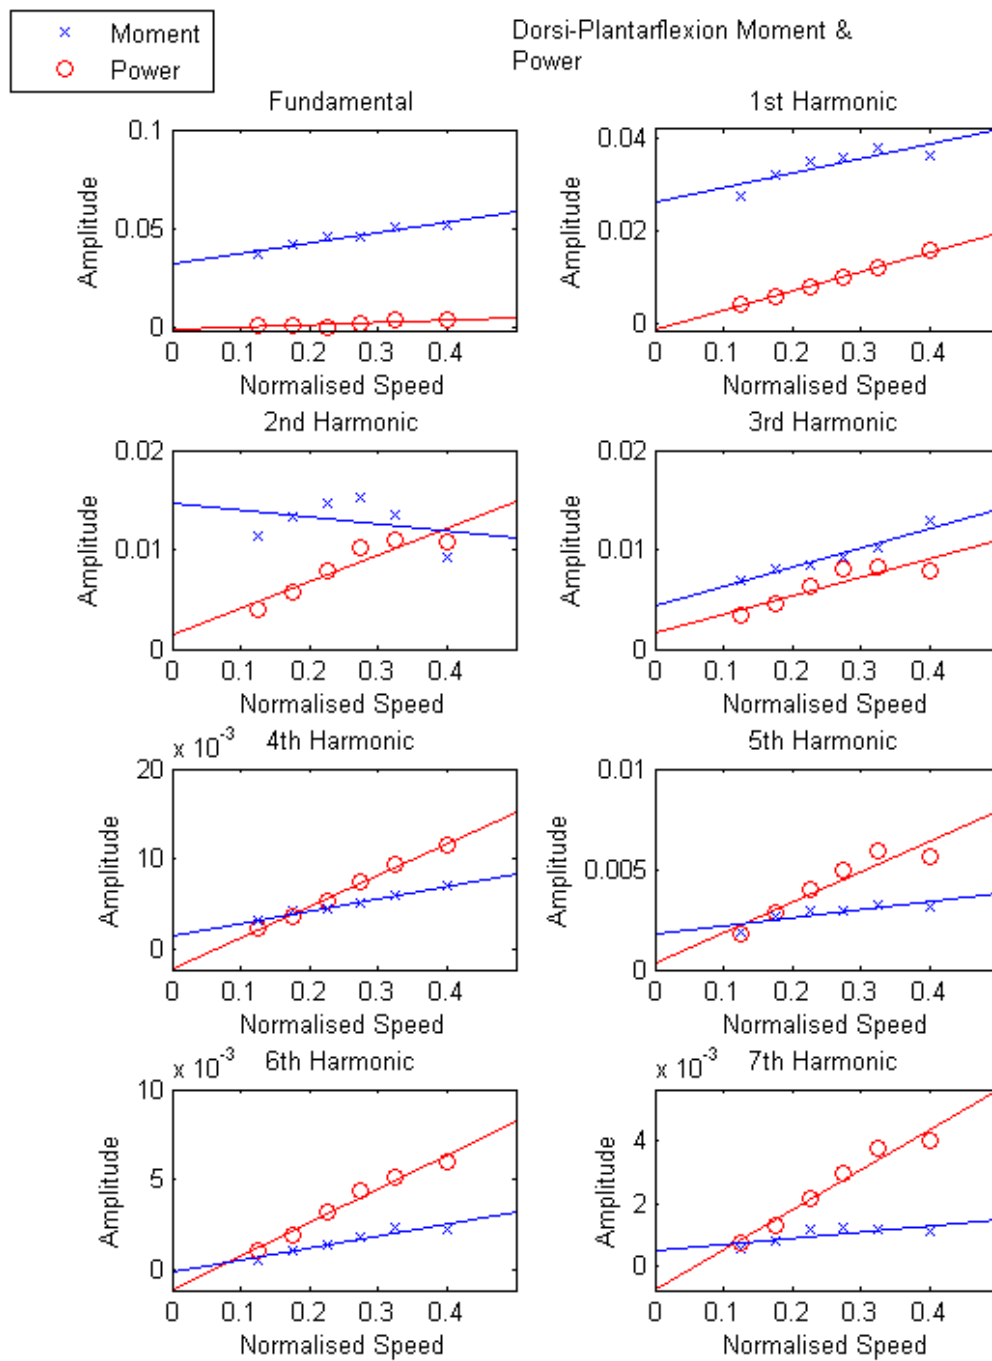 Moment
Power
Dorsi-Plantarflexion Moment &
Power
Fundamental
0.1
0.05
0
Amplitude
0 0.1 0.2 0.3 0.4
Normalised Speed
1st Harmonic
0.04
0.02
0
Amplitude
0 0.1 0.2 0.3 0.4
Normalised Speed
2nd Harmonic
0.02
0.01
0
Amplitude
0 0.1 0.2 0.3 0.4
Normalised Speed
3rd Harmonic
0.02
0.01
0
Amplitude
0 0.1 0.2 0.3 0.4
Normalised Speed
x 10-3 4th Harmonic
20
10
0
Amplitude
0 0.1 0.2 0.3 0.4
Normalised Speed
5th Harmonic
0.01
0.005
0
Amplitude
0 0.1 0.2 0.3 0.4
Normalised Speed
x 10-3 6th Harmonic
10
5
0
Amplitude
0 0.1 0.2 0.3 0.4
Normalised Speed
x 10-3 7th Harmonic
4
2
0
Amplitude
0 0.1 0.2 0.3 0.4
Normalised Speed